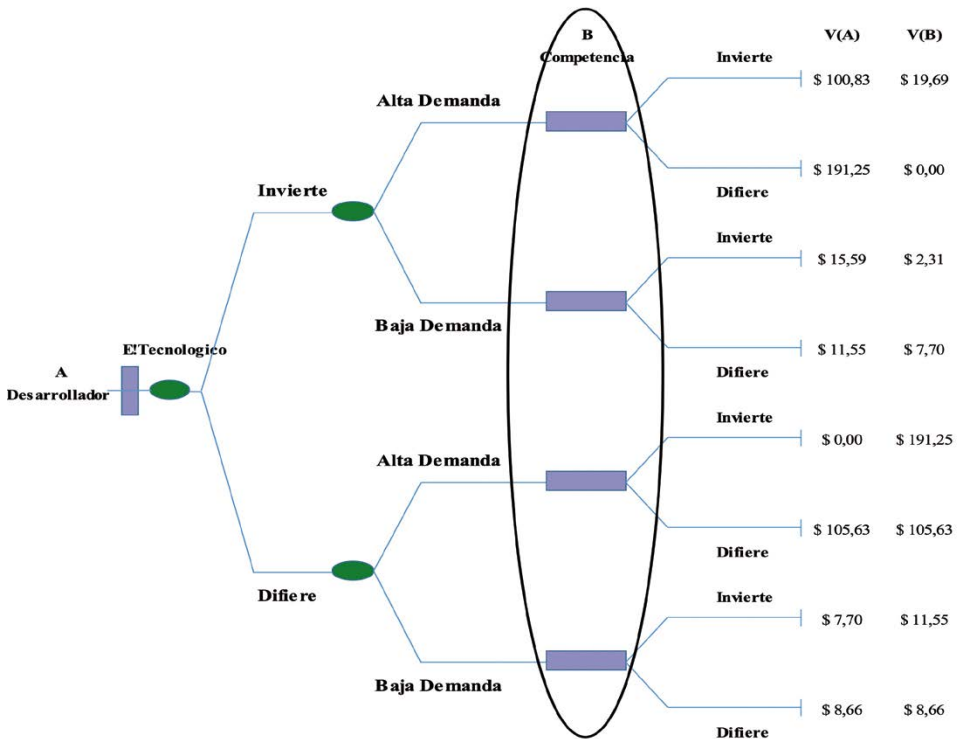 B
Competencia
V(A)
V(B)
Invierte
$ 100,83
$ 19,69
Alta Demanda
$ 191,25
$ 0,00
Difiere
Invierte
Invierte
$ 15,59
$ 2,31
Baja Demanda
$ 11,55
$ 7,70
Difiere
E!Tecnologico
A
Desarrollador
Invierte
$ 0,00
$ 191,25
Alta Demanda
$ 105,63
$ 105,63
Difiere
Difiere
Invierte
$ 7,70
$ 11,55
Baja Demanda
$ 8,66
$ 8,66
Difiere